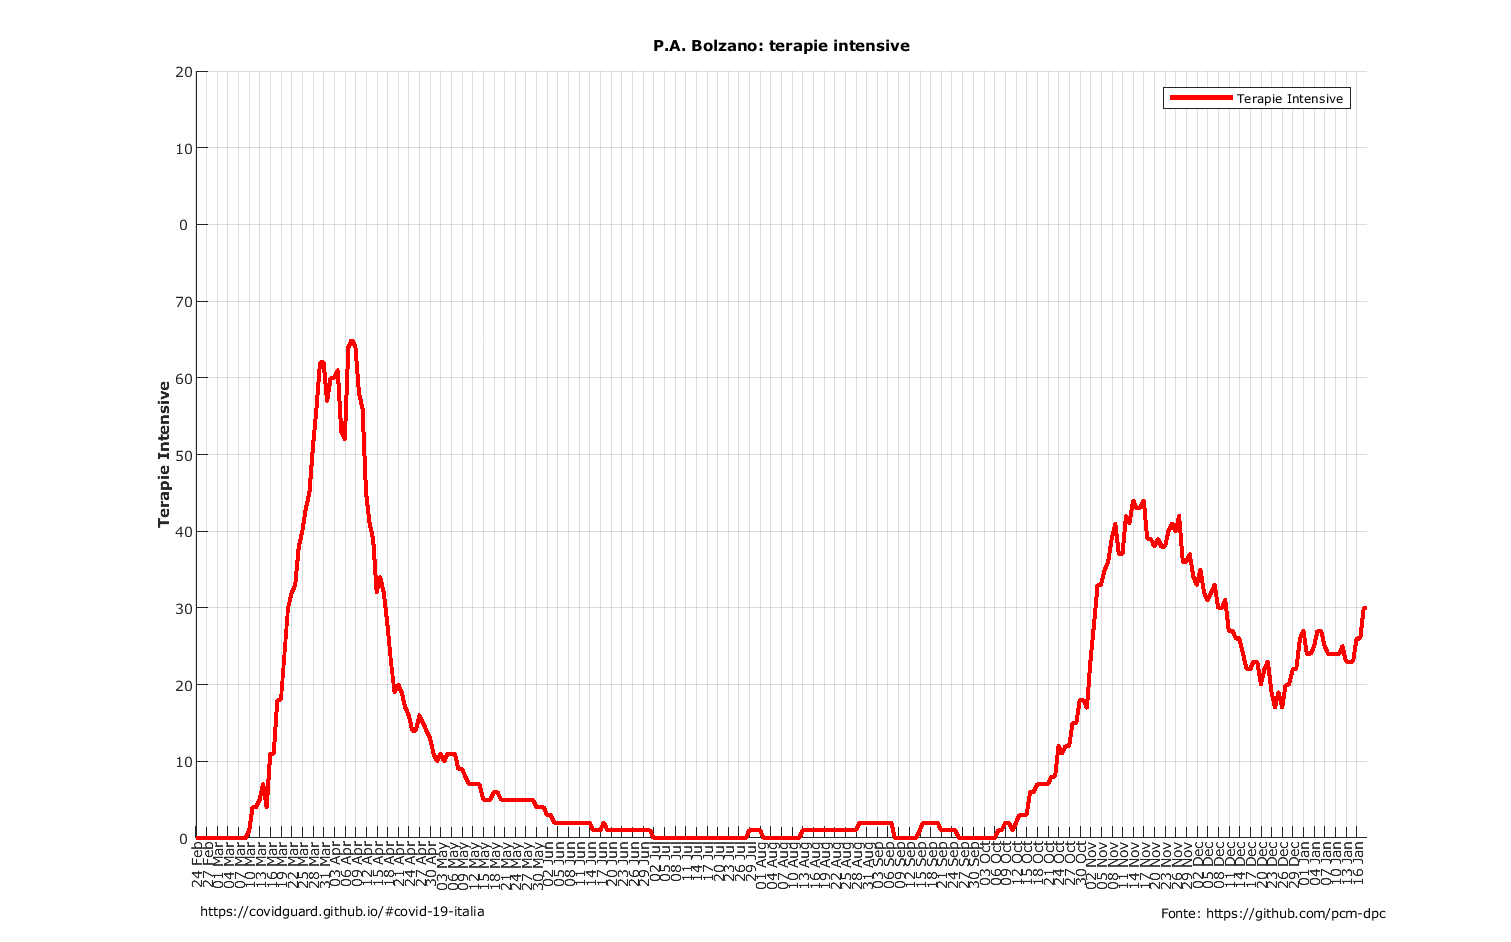 P.A. Bolzano: terapie intensive
20
10
0
70
60
50
40
30
20
10
0
Terapie Intensive
Terapie Intensive
24 Feb
27 Feb
01 Mar
04 Mar
07 Mar
10 Mar
13 Mar
16 Mar
19 Mar
22 Mar
25 Mar
28 Mar
31 Mar
03 Apr
06 Apr
09 Apr
12 Apr
15 Apr
18 Apr
21 Apr
24 Apr
27 Apr
30 Apr
03 May
06 May
09 May
12 May
15 May
18 May
21 May
24 May
27 May
30 May
02 Jun
05 Jun
08 Jun
11 Jun
14 Jun
17 Jun
20 Jun
23 Jun
26 Jun
29 Jun
02 Jul
05 Jul
08 Jul
11 Jul
14 Jul
17 Jul
20 Jul
23 Jul
26 Jul
29 Jul
01 Aug
04 Aug
07 Aug
10 Aug
13 Aug
16 Aug
19 Aug
22 Aug
25 Aug
28 Aug
31 Aug
03 Sep
06 Sep
09 Sep
12 Sep
15 Sep
18 Sep
21 Sep
24 Sep
27 Sep
30 Sep
03 Oct
06 Oct
09 Oct
12 Oct
15 Oct
18 Oct
21 Oct
24 Oct
27 Oct
30 Oct
02 Nov
05 Nov
08 Nov
11 Nov
14 Nov
17 Nov
20 Nov
23 Nov
26 Nov
29 Nov
02 Dec
05 Dec
08 Dec
11 Dec
14 Dec
17 Dec
20 Dec
23 Dec
26 Dec
29 Dec
01 Jan
04 Jan
07 Jan
10 Jan
13 Jan
16 Jan
https://covidguard.github.io/#covid-19-italia
Fonte: https://github.com/pcm-dpc